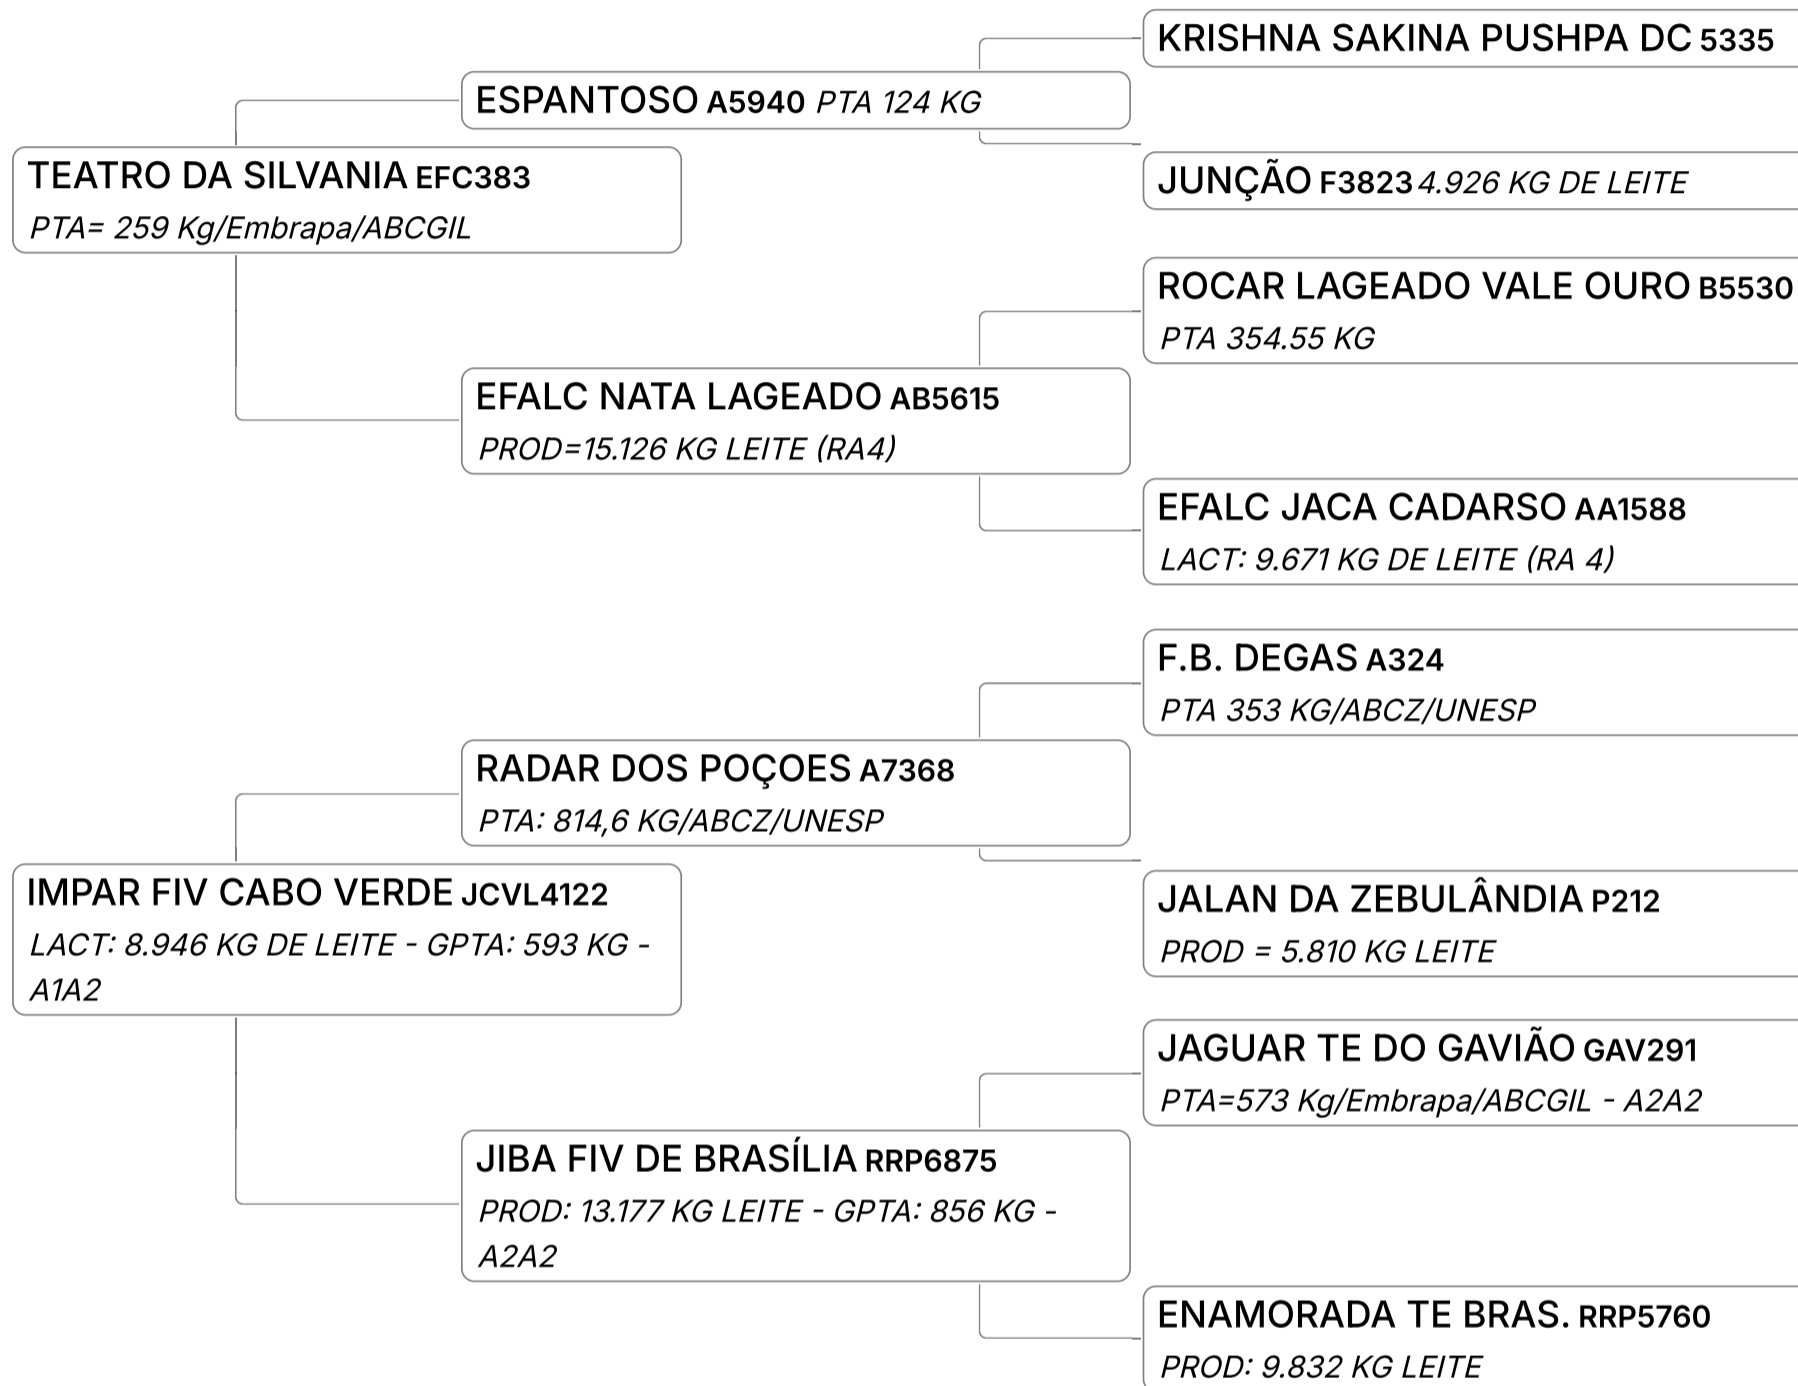 KRISHNA SAKINA PUSHPA DC 5335
ESPANTOSO A5940 PTA 124 KG
JUNÇÃO F3823 4.926 KG DE LEITE
TEATRO DA SILVANIA EFC383
PTA= 259 Kg/Embrapa/ABCGIL
ROCAR LAGEADO VALE OURO B5530
PTA 354.55 KG
EFALC NATA LAGEADO AB5615
PROD=15.126 KG LEITE (RA4)
EFALC JACA CADARSO AA1588
LACT: 9.671 KG DE LEITE (RA 4)
F.B. DEGAS A324
PTA 353 KG/ABCZ/UNESP
RADAR DOS POÇOES A7368
PTA: 814,6 KG/ABCZ/UNESP
JALAN DA ZEBULÂNDIA P212
PROD = 5.810 KG LEITE
IMPAR FIV CABO VERDE JCVL4122
LACT: 8.946 KG DE LEITE - GPTA: 593 KG -
A1A2
JAGUAR TE DO GAVIÃO GAV291
PTA=573 Kg/Embrapa/ABCGIL - A2A2
JIBA FIV DE BRASÍLIA RRP6875
PROD: 13.177 KG LEITE - GPTA: 856 KG -
A2A2
ENAMORADA TE BRAS. RRP5760
PROD: 9.832 KG LEITE